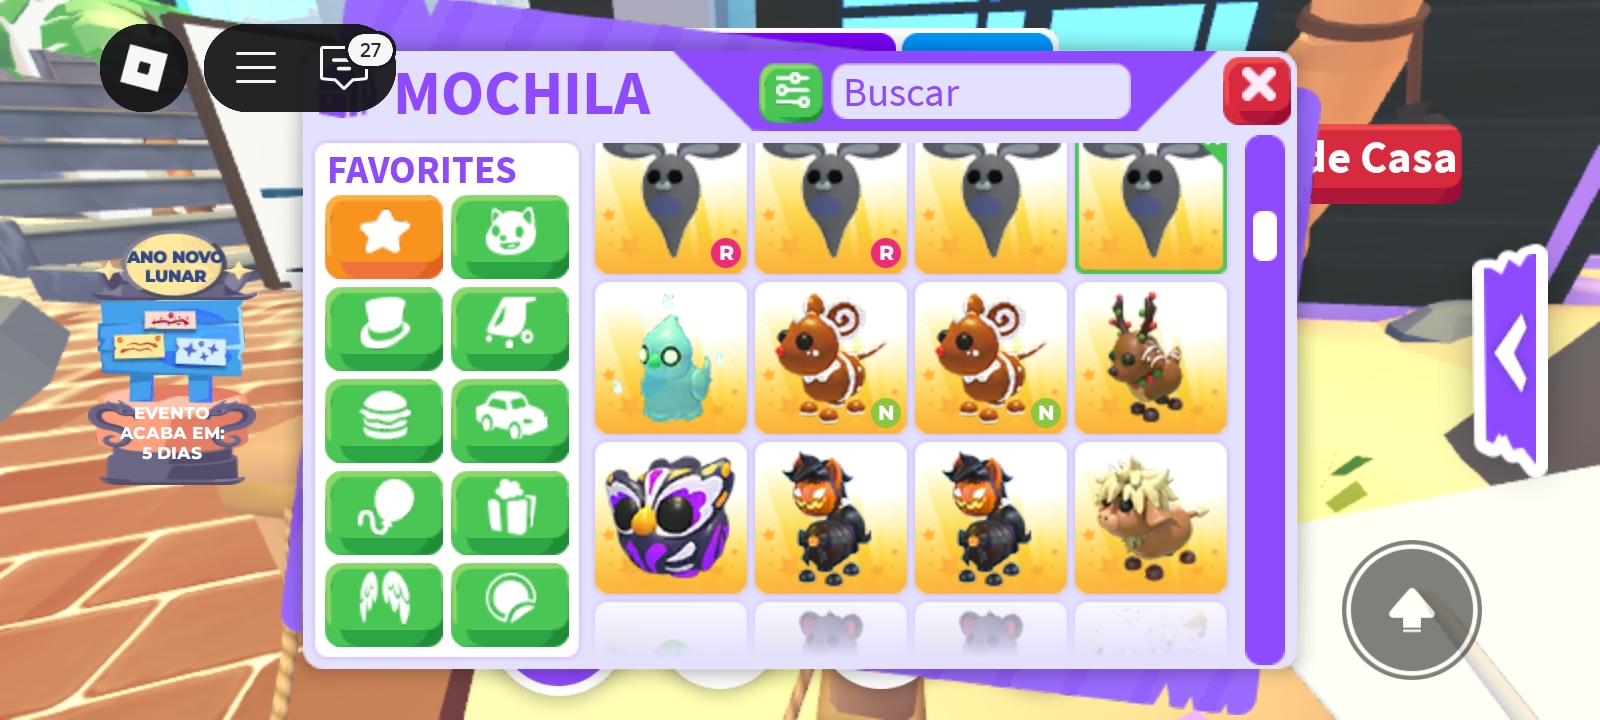 27
MOCHILA
Buscar
de Casa
FAVORITES
R
R
N
N
ANO NOVO
LUNAR
EVENTO
ACABA EM:
5 DIAS